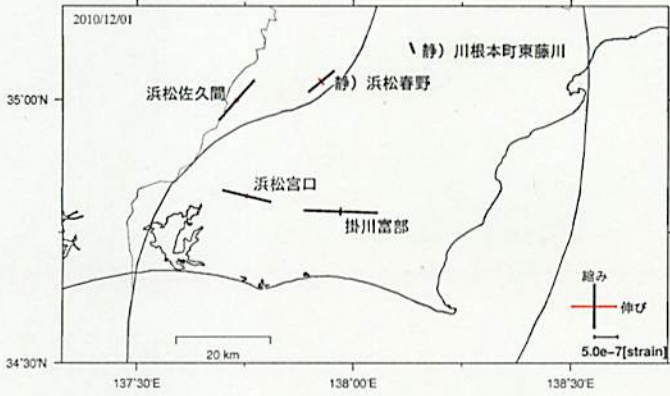 2010/12/01
静）川根本町東藤川
浜松佐久間
静）浜松春野
35°00'N
浜松宮口
掛川富部
縮み
伸び
20 km
5.0e-7[strain]
34°30'N
137°30'E
138°00'E
138°30'E